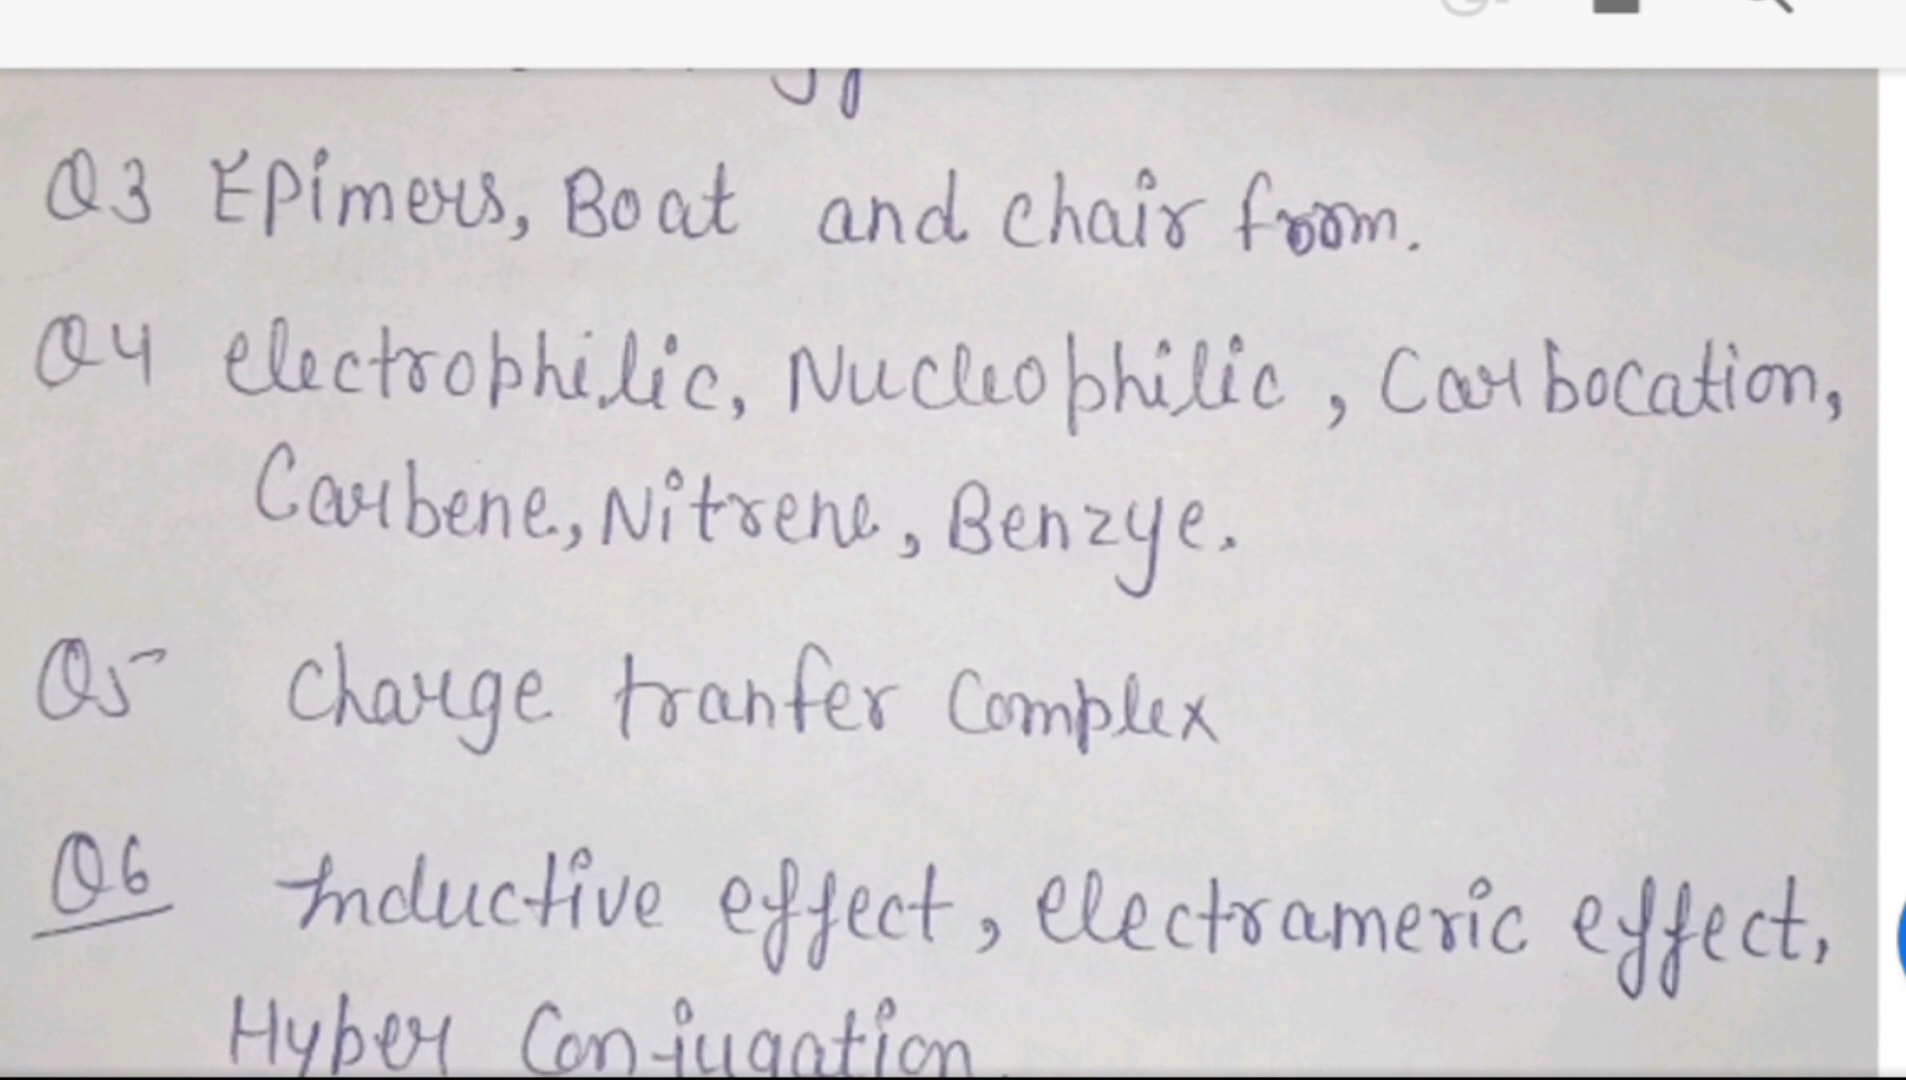 Q3 Epimers, Boat and chair from.
Q4 electrophilic, Nucleophilic, Carbocation,
Carbene, Nitrene, Benzye.
Q5 Charge tranfer Complex
Q6 Inductive effect, electrameric effect,
Hyber Conjugation